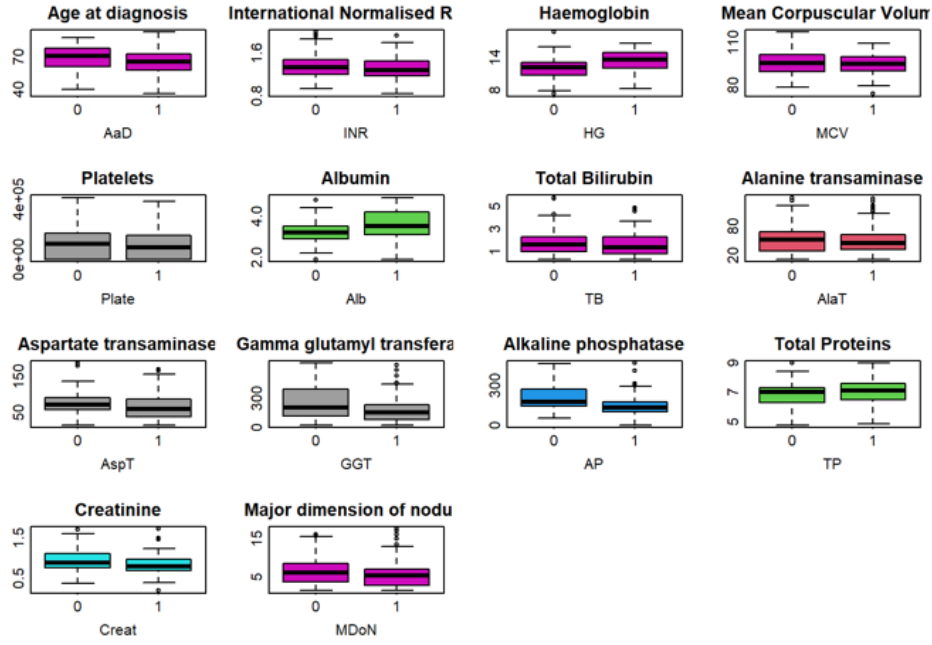 Age at diagnosis
70
40
0 1
AaD
International Normalised R
1.6
0.8
0 1
INR
Haemoglobin
14
8
0 1
HG
Mean Corpuscular Volum
110
80
0 1
MCV
Platelets
4e+05
0e+00
0 1
Plate
Albumin
4.0
2.0
0 1
Alb
Total Bilirubin
5
3
1
0 1
TB
Alanine transaminase
80
20
0 1
AlaT
Aspartate transaminase
150
50
0 1
AspT
Gamma glutamyl transfera
300
0
0 1
GGT
Alkaline phosphatase
300
0
0 1
AP
Total Proteins
9
7
5
0 1
TP
Creatinine
1.5
0.5
0 1
Creat
Major dimension of nodu
15
5
0 1
MDoN